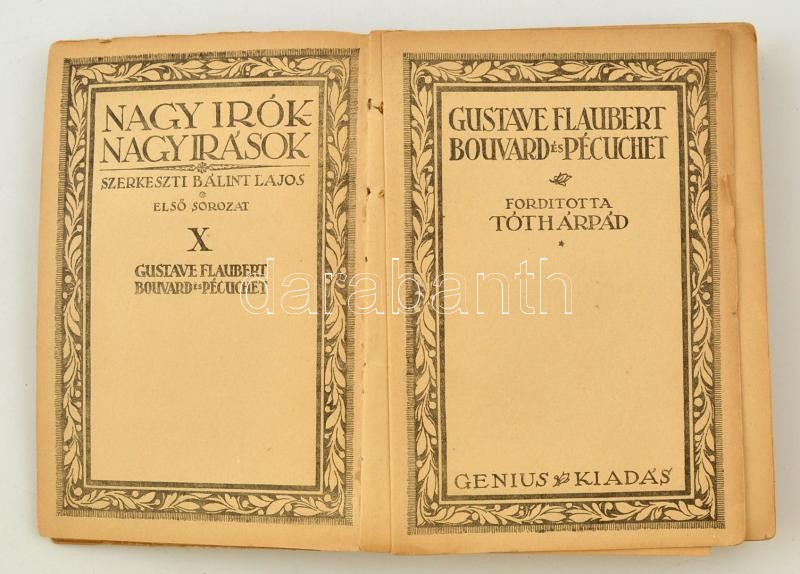 NAGY IRÓK
NAGY IRÁSOK
SZERKESZTI BÁLINT LAJOS
ELSŐ SOROZAT
X
GUSTAVE FLAUBERT
BOUVARD ÉS PÉCUCHET
GUSTAVE FLAUBERT
BOUVARD ÉS PÉCUCHET
FORDITOTTA
TÓTH ÁRPÁD
GENIUS KIADÁS
darabanth